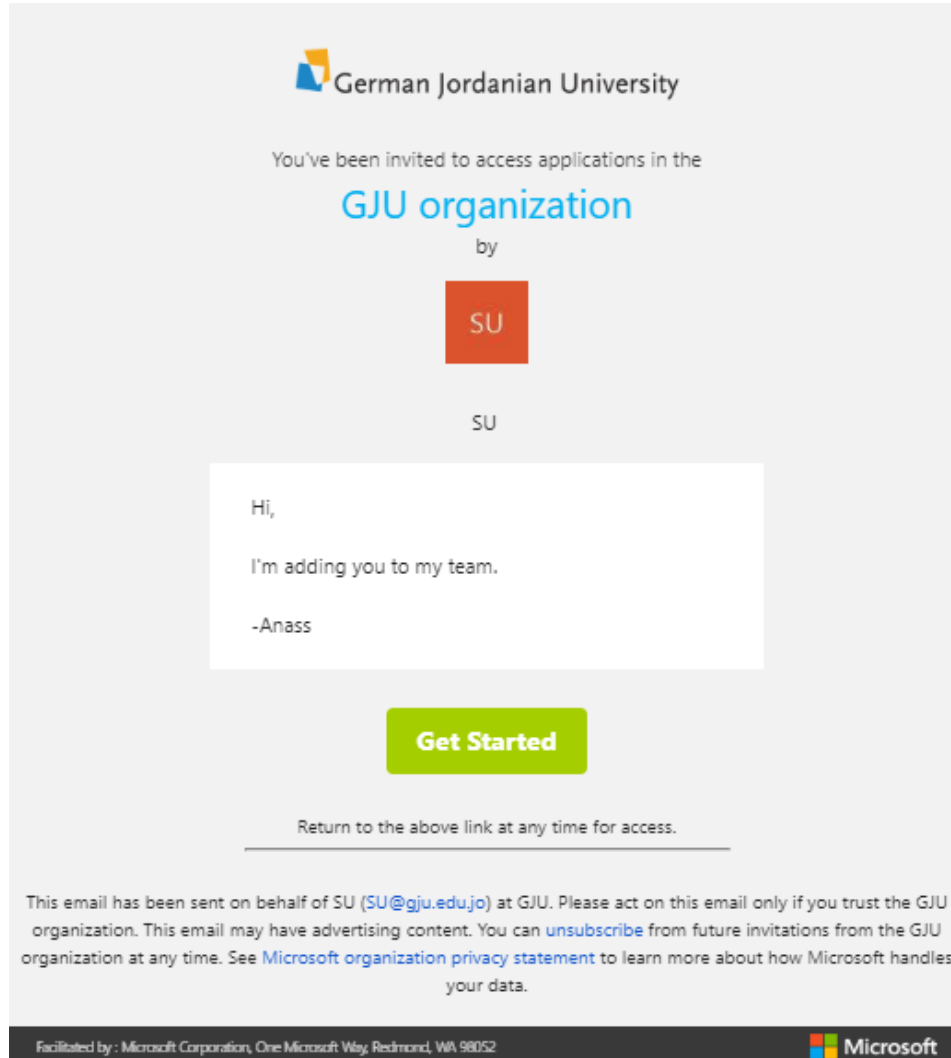 German Jordanian University
You've been invited to access applications in the
GJU organization
by
SU
SU
Hi,
I'm adding you to my team.
-Anass
Get Started
Return to the above link at any time for access.
This email has been sent on behalf of SU (SU@gju.edu.jo) at GJU. Please act on this email only if you trust the GJU
organization. This email may have advertising content. You can unsubscribe from future invitations from the GJU
organization at any time. See Microsoft organization privacy statement to learn more about how Microsoft handles
your data.
Facilitated by : Microsoft Corporation, One Microsoft Way, Redmond, WA 98052
Microsoft